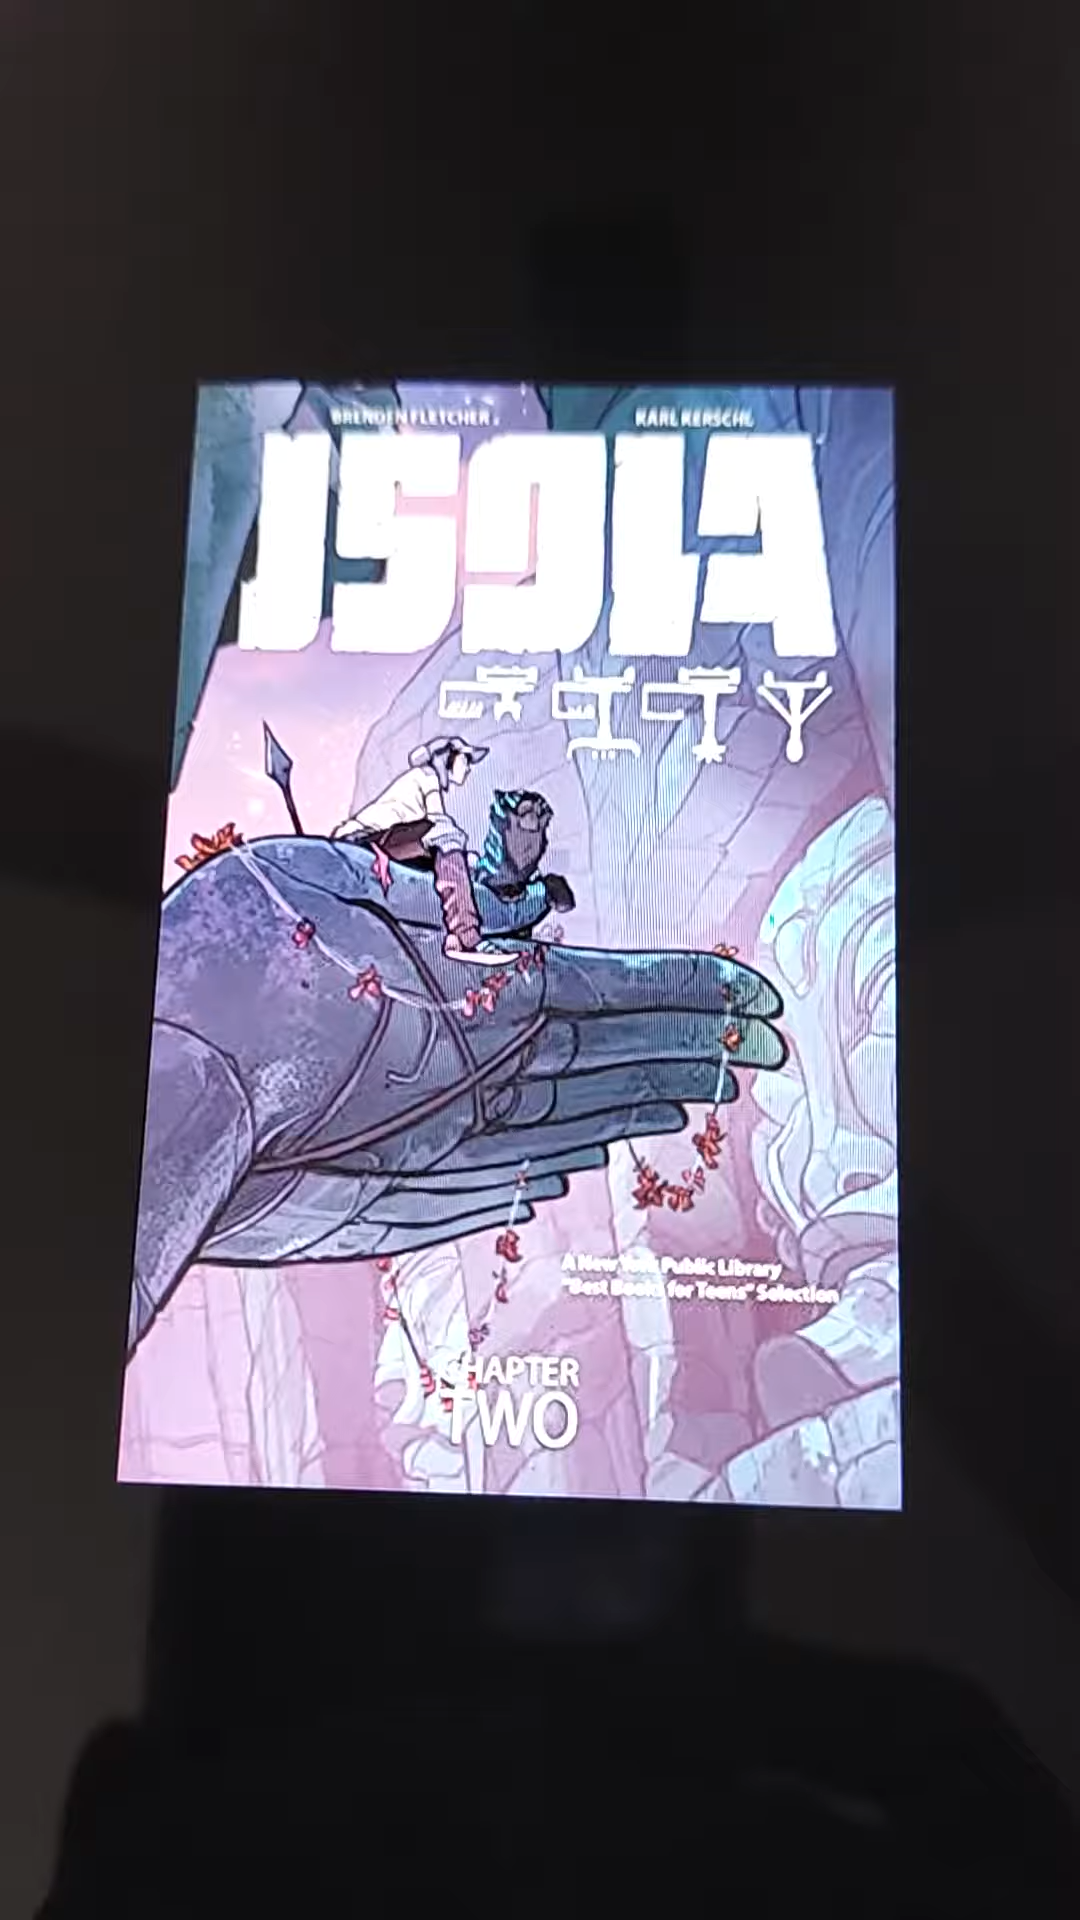 BRENDEN FLETCHER KARL KERSCHL
ISOLA
A New York Public Library
"Best Books for Teens" Selection
CHAPTER
TWO